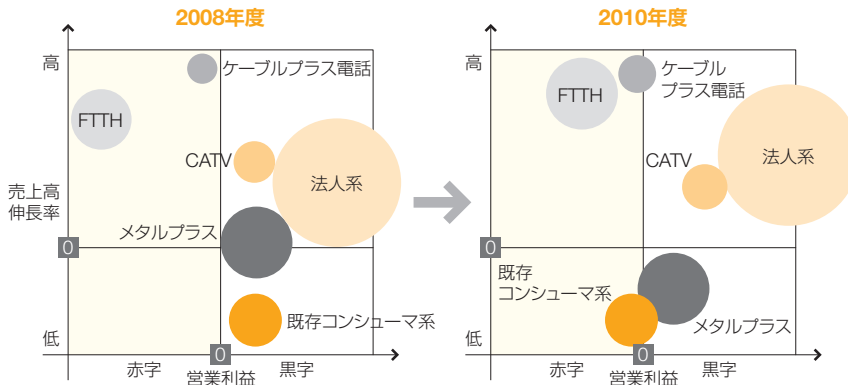 2008年度
高
ケーブルプラス電話
FTTH
CATV
法人系
売上高
伸長率
メタルプラス
0
既存コンシューマ系
低
0
赤字
営業利益
黒字
2010年度
高
ケーブル
プラス電話
FTTH
CATV
法人系
0
既存
コンシューマ系
メタルプラス
低
0
赤字
営業利益
黒字